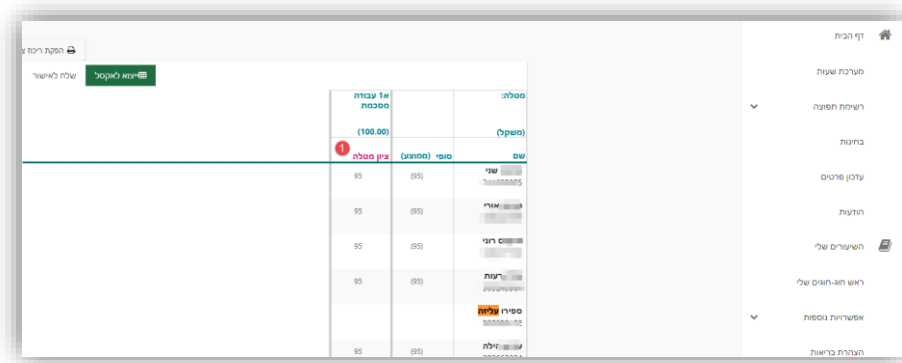 דף הבית
מערכת שעות
רשימת תפוצה
בחינות
עדכון פרטים
הודעות
השיעורים שלי
ראש חוג-חוגים שלי
אפשרויות נוספות
הצהרת בריאות
הפקת ריכוז צ
ייצוא לאקסל
שלח לאישור
מטלה:
א1 עבודה
מסכמת
(משקל)
(100.00)
שם
סופי (ממוצע)
ציון מטלה
1
שני
(95)
95
אורי
(95)
95
רוני
(95)
95
רעות
(95)
95
ספירו עליזה
הילה
(95)
95